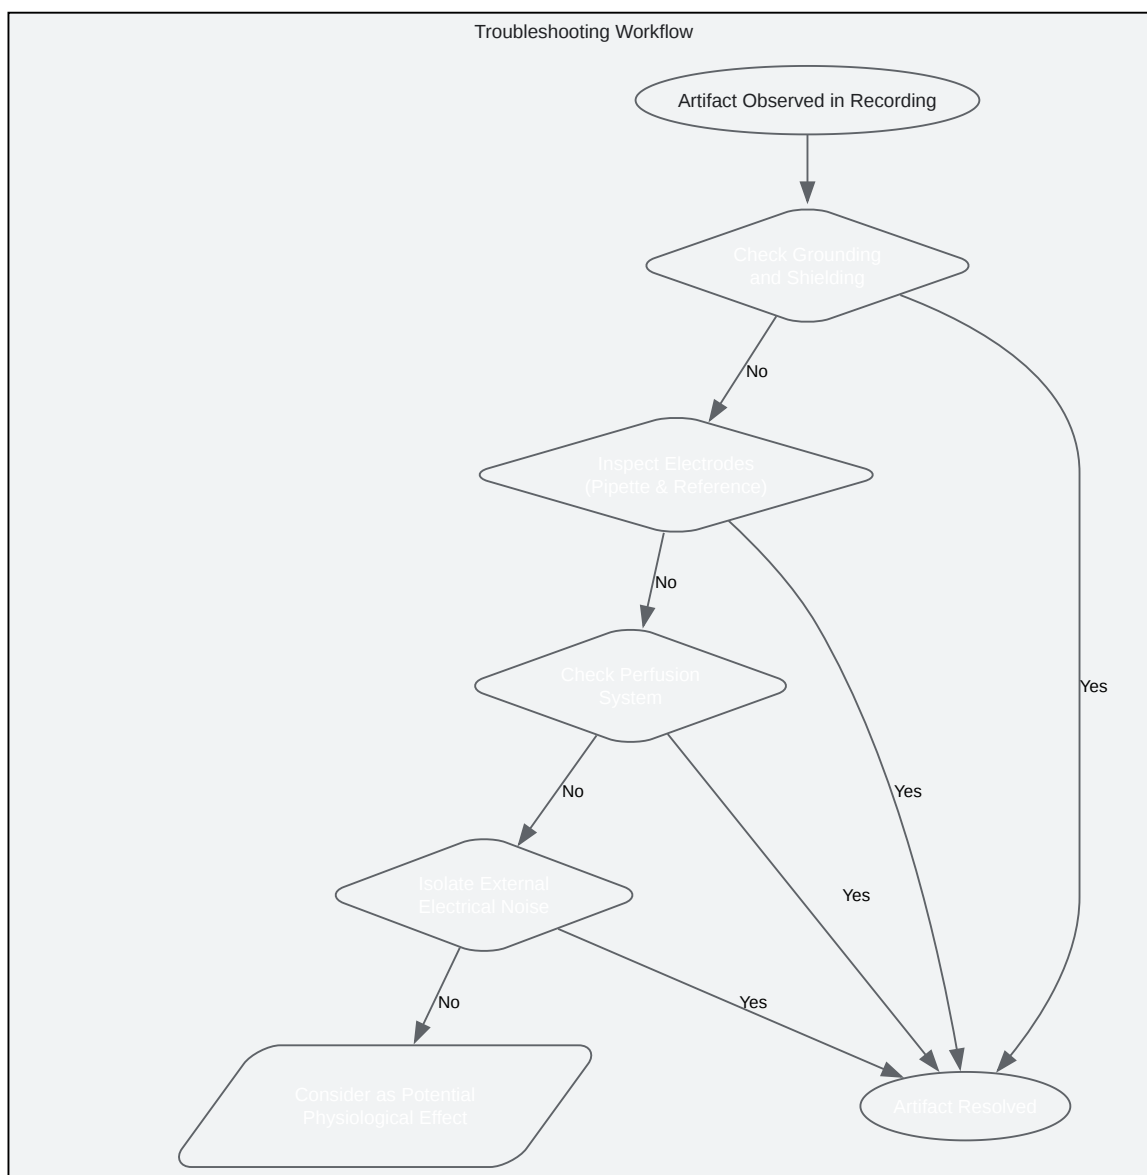 Troubleshooting Workflow
Artifact Observed in Recording
Check Grounding
and Shielding
No
Inspect Electrodes
(Pipette & Reference)
No
Check Perfusion
System
Yes
No
Yes
Yes
Isolate External
Electrical Noise
No
Yes
Consider as Potential
Physiological Effect
Artifact Resolved